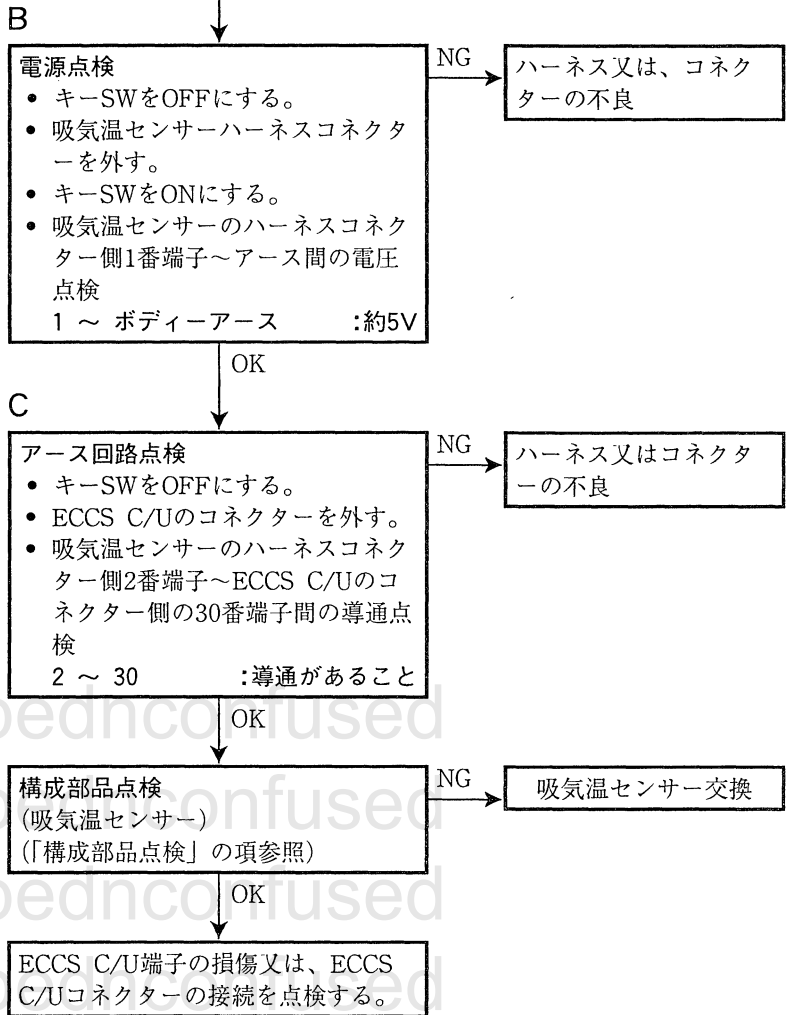 B
電源点検
• キーSWをOFFにする。
• 吸気温センサーハーネスコネクタ
ーを外す。
• キーSWをONにする。
• 吸気温センサーのハーネスコネク
ター側1番端子～アース間の電圧
点検
1 ～ ボディーアース :約5V
NG
ハーネス又は、コネク
ターの不良
OK
C
アース回路点検
• キーSWをOFFにする。
• ECCS C/Uのコネクターを外す。
• 吸気温センサーのハーネスコネク
ター側2番端子～ECCS C/Uのコ
ネクター側の30番端子間の導通点
検
2 ～ 30 :導通があること
NG
ハーネス又はコネクタ
ーの不良
OK
構成部品点検
(吸気温センサー)
(「構成部品点検」の項参照)
NG
吸気温センサー交換
OK
ECCS C/U端子の損傷又は、ECCS
C/Uコネクターの接続を点検する。
pednconfused
pednconfused
pednconfused
pednconfused